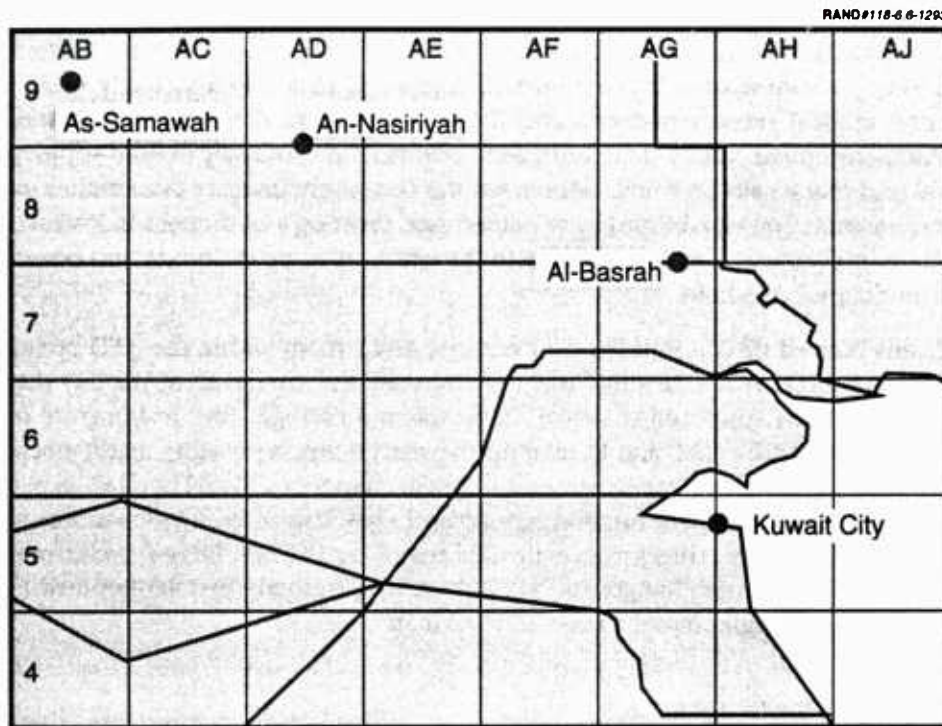 RAND#118-6.6-1293
AB AC AD AE AF AG AH AJ
9
As-Samawah An-Nasiriyah
8
Al-Basrah
7
6
Kuwait City
5
4